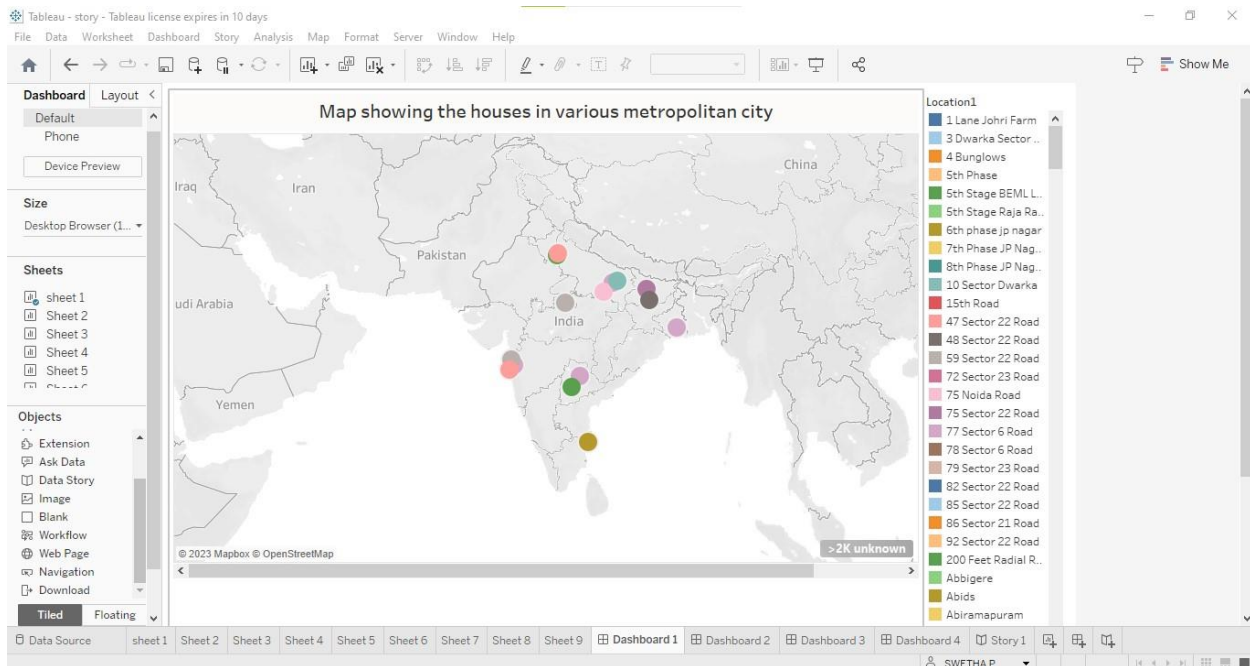 Tableau - story - Tableau license expires in 10 days
File Data Worksheet Dashboard Story Analysis Map Format Server Window Help
Show Me
Dashboard Layout
Default
Phone
Device Preview
Size
Desktop Browser (1...
Sheets
sheet 1
Sheet 2
Sheet 3
Sheet 4
Sheet 5
Objects
Extension
Ask Data
Data Story
Image
Blank
Workflow
Web Page
Navigation
Download
Tiled Floating
Map showing the houses in various metropolitan city
Iraq
Iran
China
Pakistan
udi Arabia
India
Yemen
© 2023 Mapbox © OpenStreetMap
>2K unknown
Location1
1 Lane Johri Farm
3 Dwarka Sector ..
4 Bunglows
5th Phase
5th Stage BEML L..
5th Stage Raja Ra..
6th phase jp nagar
7th Phase JP Nag..
8th Phase JP Nag..
10 Sector Dwarka
15th Road
47 Sector 22 Road
48 Sector 22 Road
59 Sector 22 Road
72 Sector 23 Road
75 Noida Road
75 Sector 22 Road
77 Sector 6 Road
78 Sector 6 Road
79 Sector 23 Road
82 Sector 22 Road
85 Sector 22 Road
86 Sector 21 Road
92 Sector 22 Road
200 Feet Radial R..
Abbigere
Abids
Abiramapuram
Data Source sheet 1 Sheet 2 Sheet 3 Sheet 4 Sheet 5 Sheet 6 Sheet 7 Sheet 8 Sheet 9 Dashboard 1 Dashboard 2 Dashboard 3 Dashboard 4 Story 1
SWETHA P